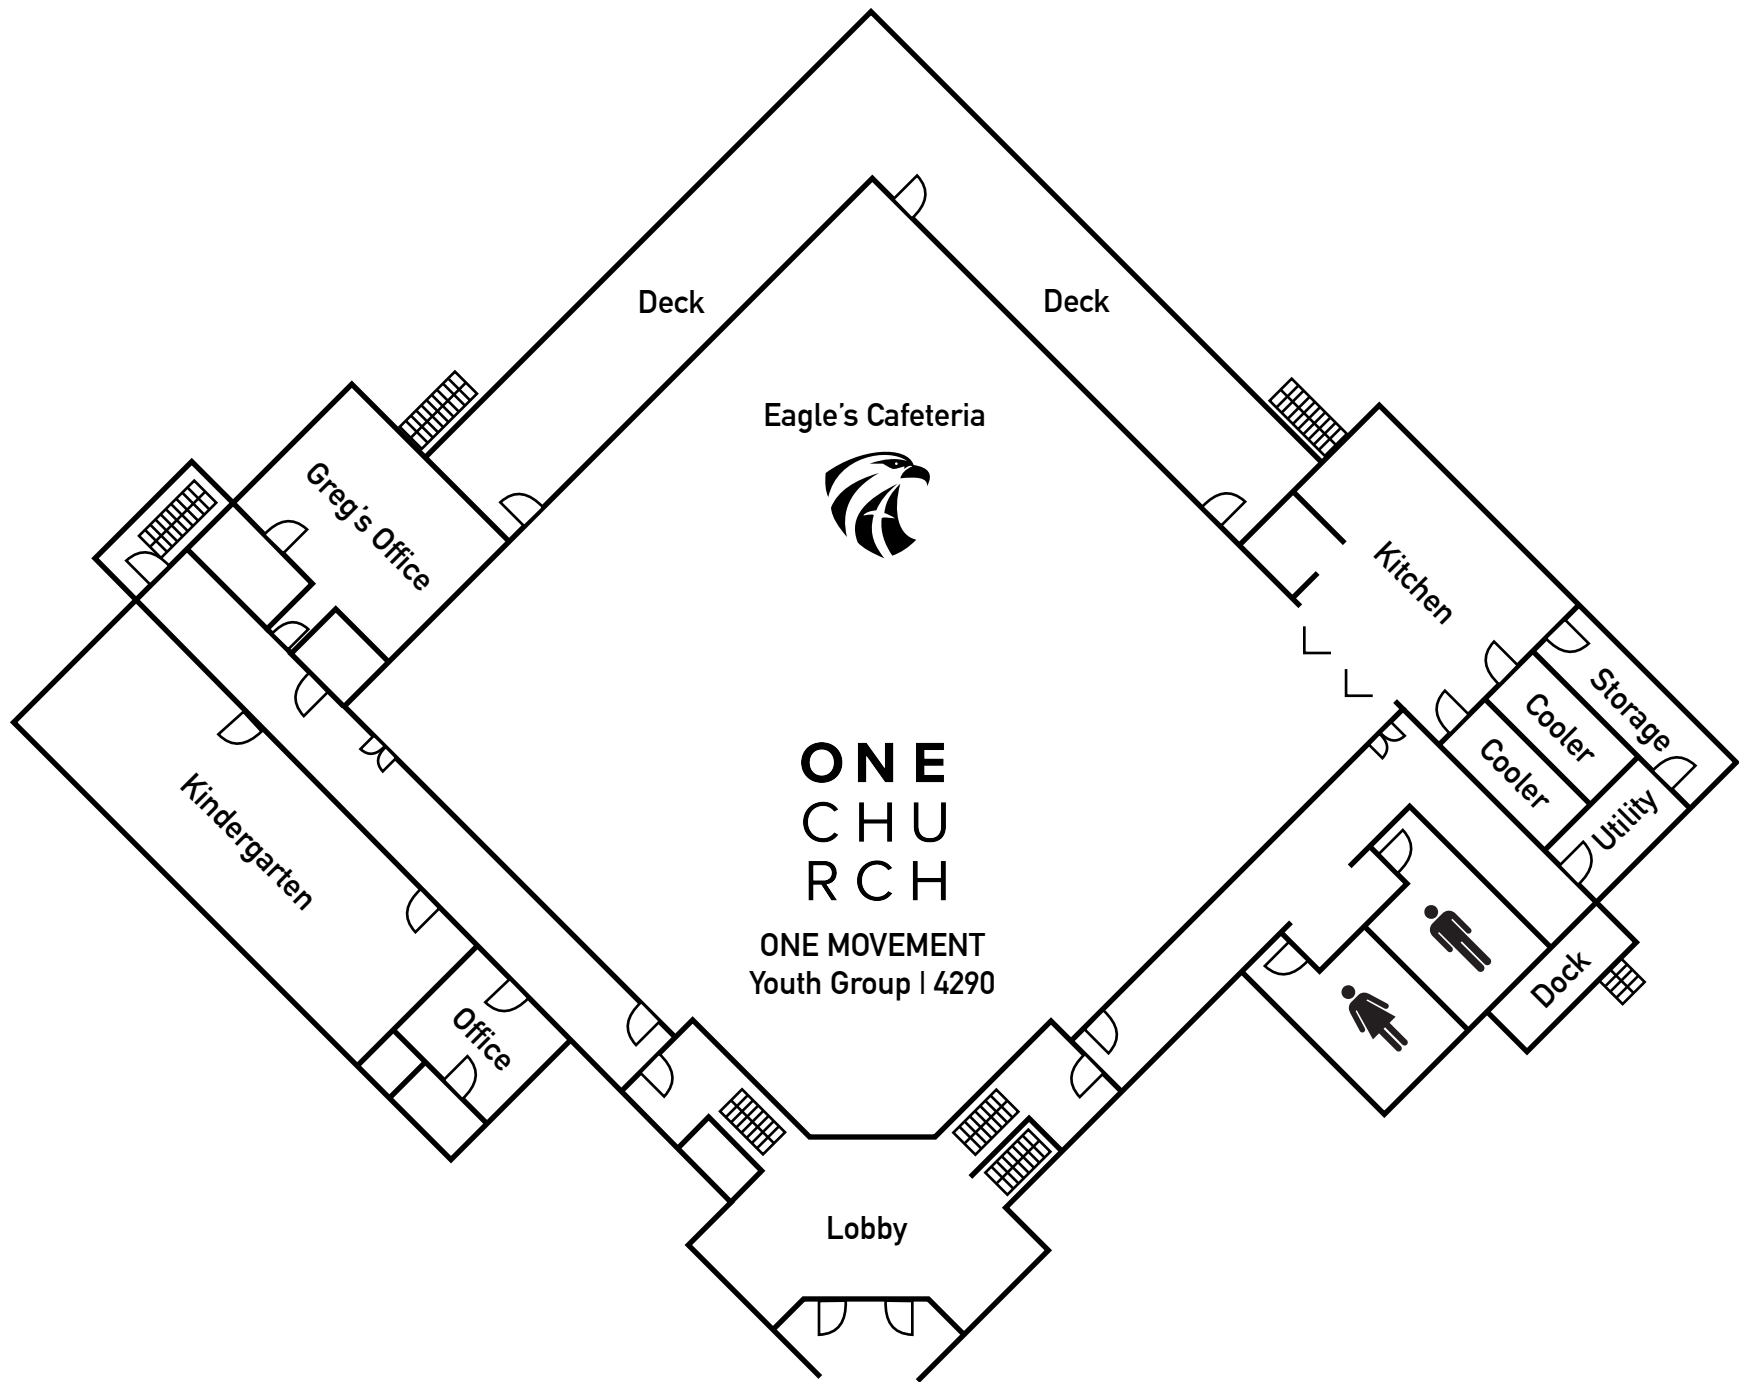 Deck
Deck
Eagle's Cafeteria
Greg's Office
Kitchen
Storage
Cooler
Cooler
Utility
Kindergarten
ONE
CHU
RCH
ONE MOVEMENT
Youth Group | 4290
Dock
Office
Lobby